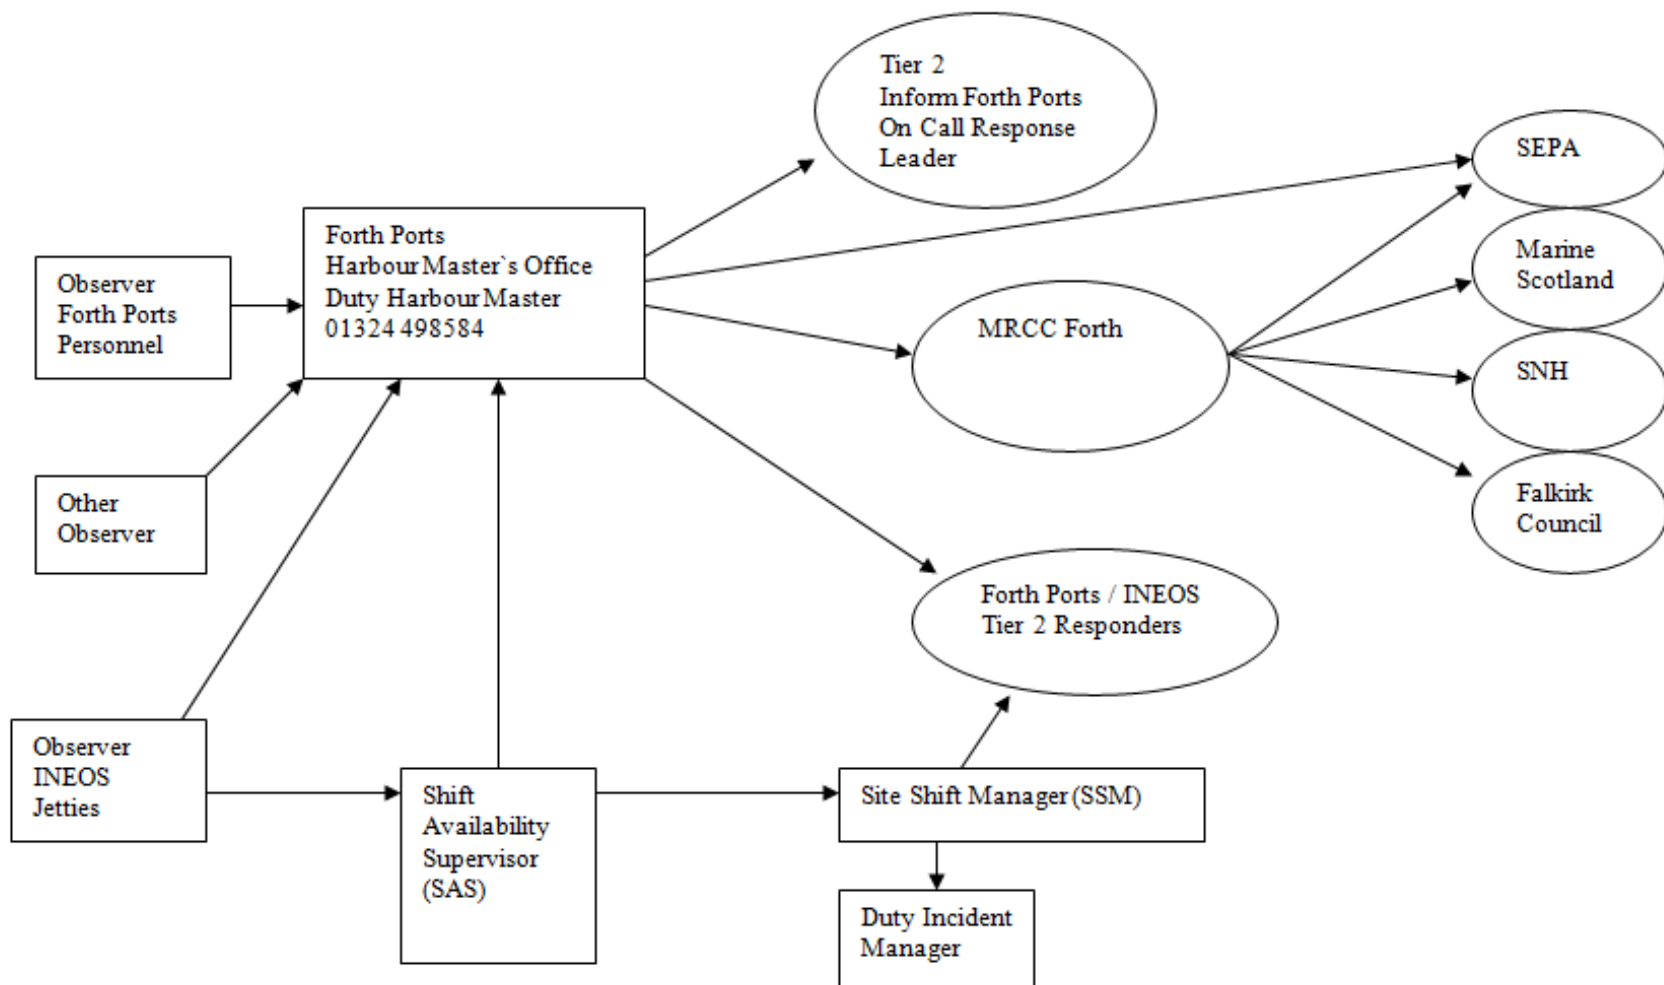 Tier 2
Inform Forth Ports
On Call Response
Leader
SEPA
Forth Ports
Harbour Master`s Office
Duty Harbour Master
01324 498584
Marine
Scotland
Observer
Forth Ports
Personnel
MRCC Forth
SNH
Other
Observer
Falkirk
Council
Forth Ports / INEOS
Tier 2 Responders
Observer
INEOS
Jetties
Shift
Availability
Supervisor
(SAS)
Site Shift Manager (SSM)
Duty Incident
Manager